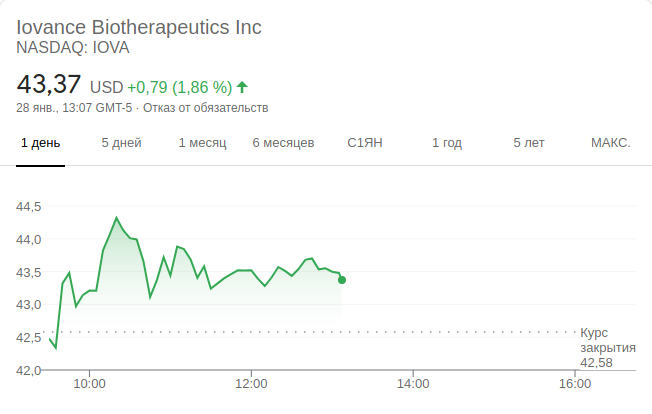 Iovance Biotherapeutics Inc
NASDAQ: IOVA
43,37 USD +0,79 (1,86 %)
28 янв., 13:07 GMT-5 · Отказ от обязательств
1 день 5 дней 1 месяц 6 месяцев С1ЯН 1 год 5 лет МАКС.
44,5
44,0
43,5
43,0
42,5
42,0
Курс
закрытия
42,58
10:00 12:00 14:00 16:00